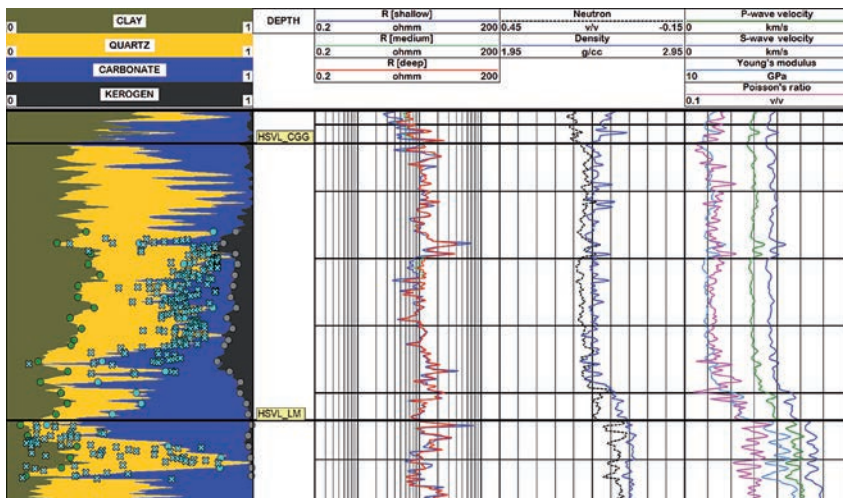 CLAY
0 1
QUARTZ
0 1
CARBONATE
0 1
KEROGEN
0 1
DEPTH
R [shallow]
0.2 ohmm 200
R [medium]
0.2 ohmm 200
R [deep]
0.2 ohmm 200
Neutron
0.45 v/v -0.15
Density
1.95 g/cc 2.95
P-wave velocity
0 km/s
S-wave velocity
0 km/s
Young's modulus
10 GPa
Poisson's ratio
0.1 v/v
HSVL_CGG
HSVL_LM